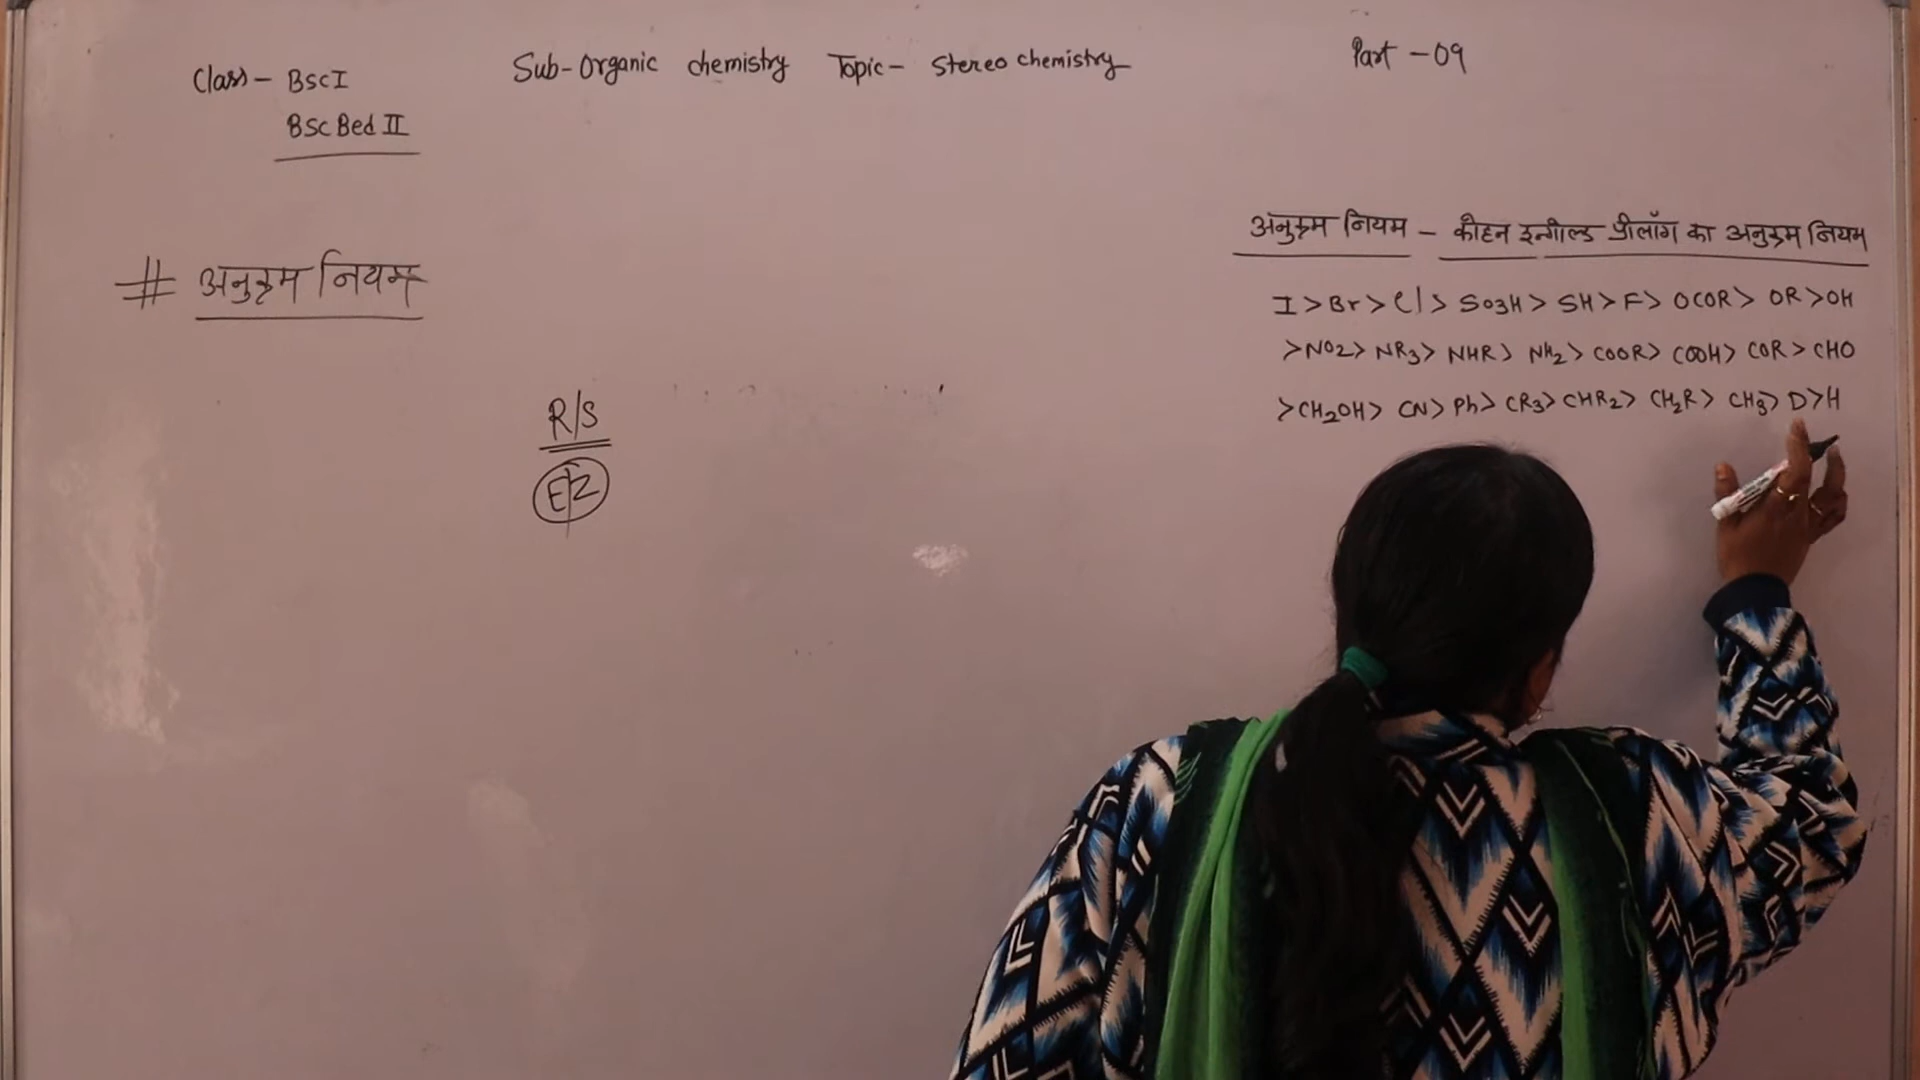 Class - BSc I
Sub - Organic chemistry Topic - Stereo chemistry
Part - 09
BSc Bed II
# अनुक्रम नियम
R/S
E/Z
अनुक्रम नियम - कॉहन इन्गोल्ड प्रीलॉग का अनुक्रम नियम
I > Br > Cl > SO3H > SH > F > OCOR > OR > OH
> NO2 > NR3 > NHR > NH2 > COOR > COOH > COR > CHO
> CH2OH > CN > Ph > CR3 > CHR2 > CH2R > CH3 > D > H